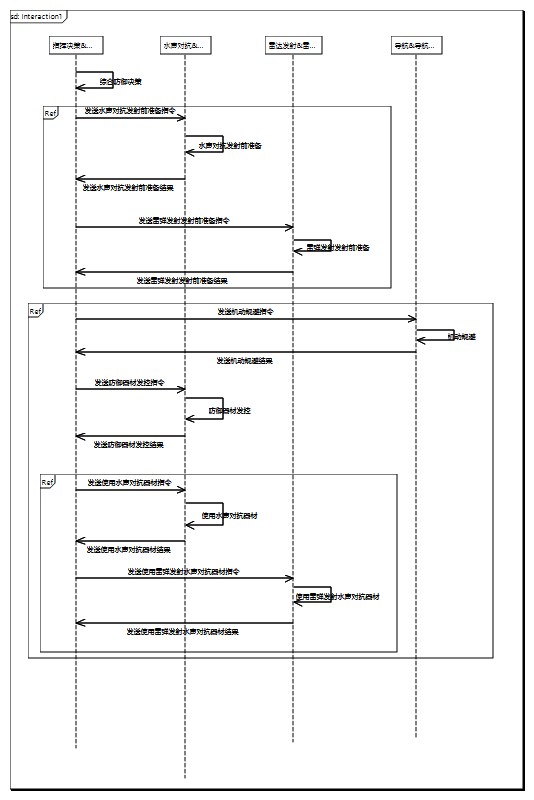 sd: Interaction1
指挥决策&...
水声对抗&...
雷达发射&雷...
导航&导航...
综合防御决策
Ref
发送水声对抗发射前准备指令
水声对抗发射前准备
发送水声对抗发射前准备结果
发送雷弹发射发射前准备指令
雷弹发射发射前准备
发送雷弹发射发射前准备结果
Ref
发送机动规避指令
机动规避
发送机动规避结果
发送防御器材发控指令
防御器材发控
发送防御器材发控结果
Ref
发送使用水声对抗器材指令
使用水声对抗器材
发送使用水声对抗器材结果
发送使用雷弹发射水声对抗器材指令
使用雷弹发射水声对抗器材
发送使用雷弹发射水声对抗器材结果